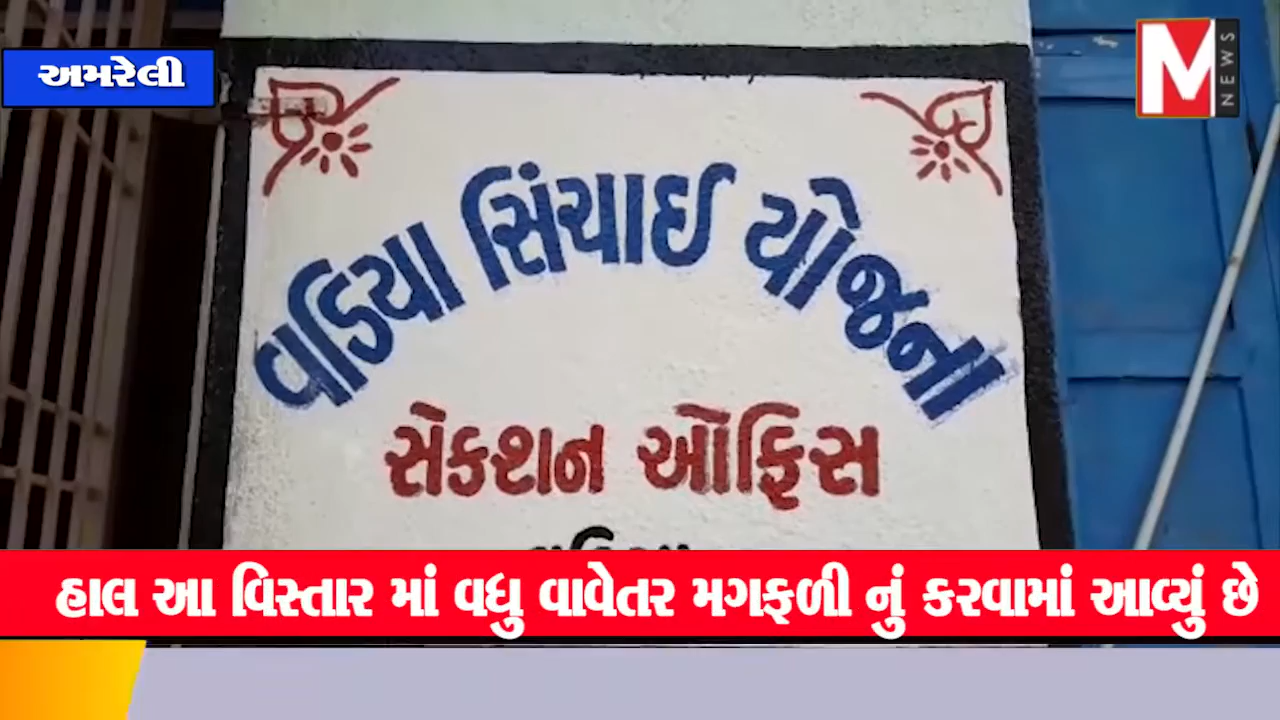 અમરેલી
M NEWS
વડિયા સિંચાઈ યોજના
સેકશન ઓફિસ
હાલ આ વિસ્તાર માં વધુ વાવેતર મગફળી નું કરવામાં આવ્યું છે